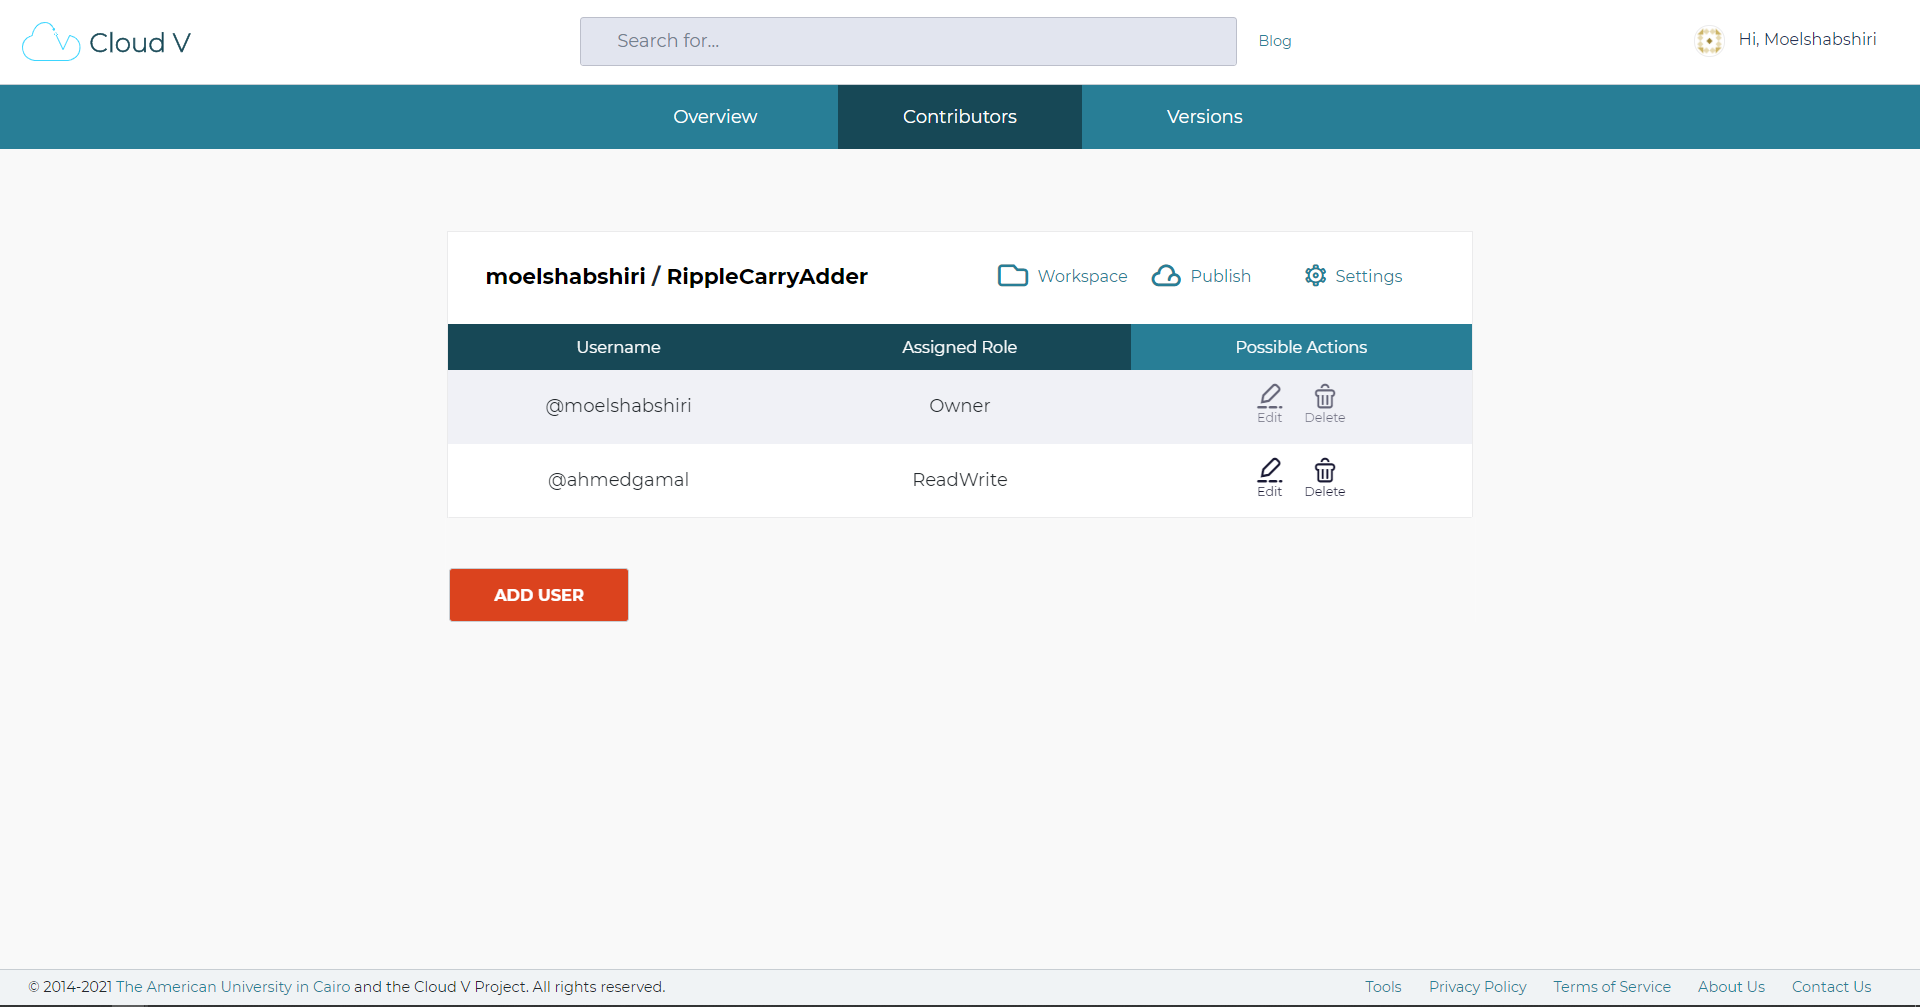 Cloud V
Search for...
Blog
Hi, Moelshabshiri
Overview
Contributors
Versions
moelshabshiri / RippleCarryAdder
Workspace
Publish
Settings
Username
Assigned Role
Possible Actions
@moelshabshiri
Owner
Edit
Delete
@ahmedgamal
ReadWrite
Edit
Delete
ADD USER
© 2014-2021 The American University in Cairo and the Cloud V Project. All rights reserved.
Tools
Privacy Policy
Terms of Service
About Us
Contact Us